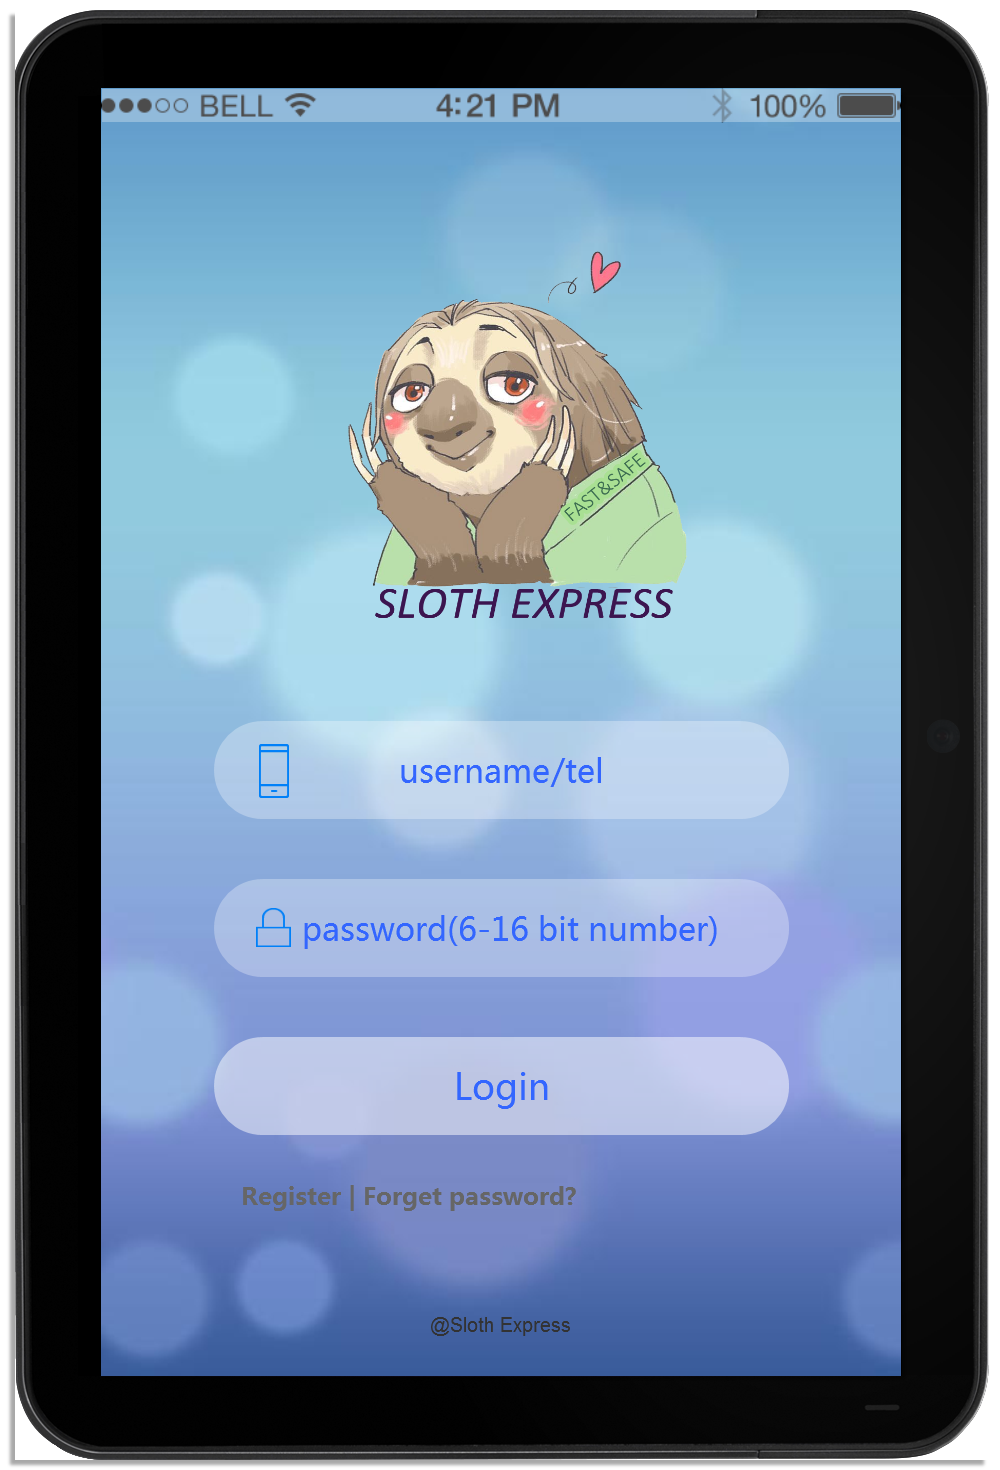 BELL 4:21 PM 100%
FAST&SAFE
SLOTH EXPRESS
username/tel
password(6-16 bit number)
Login
Register | Forget password?
@Sloth Express